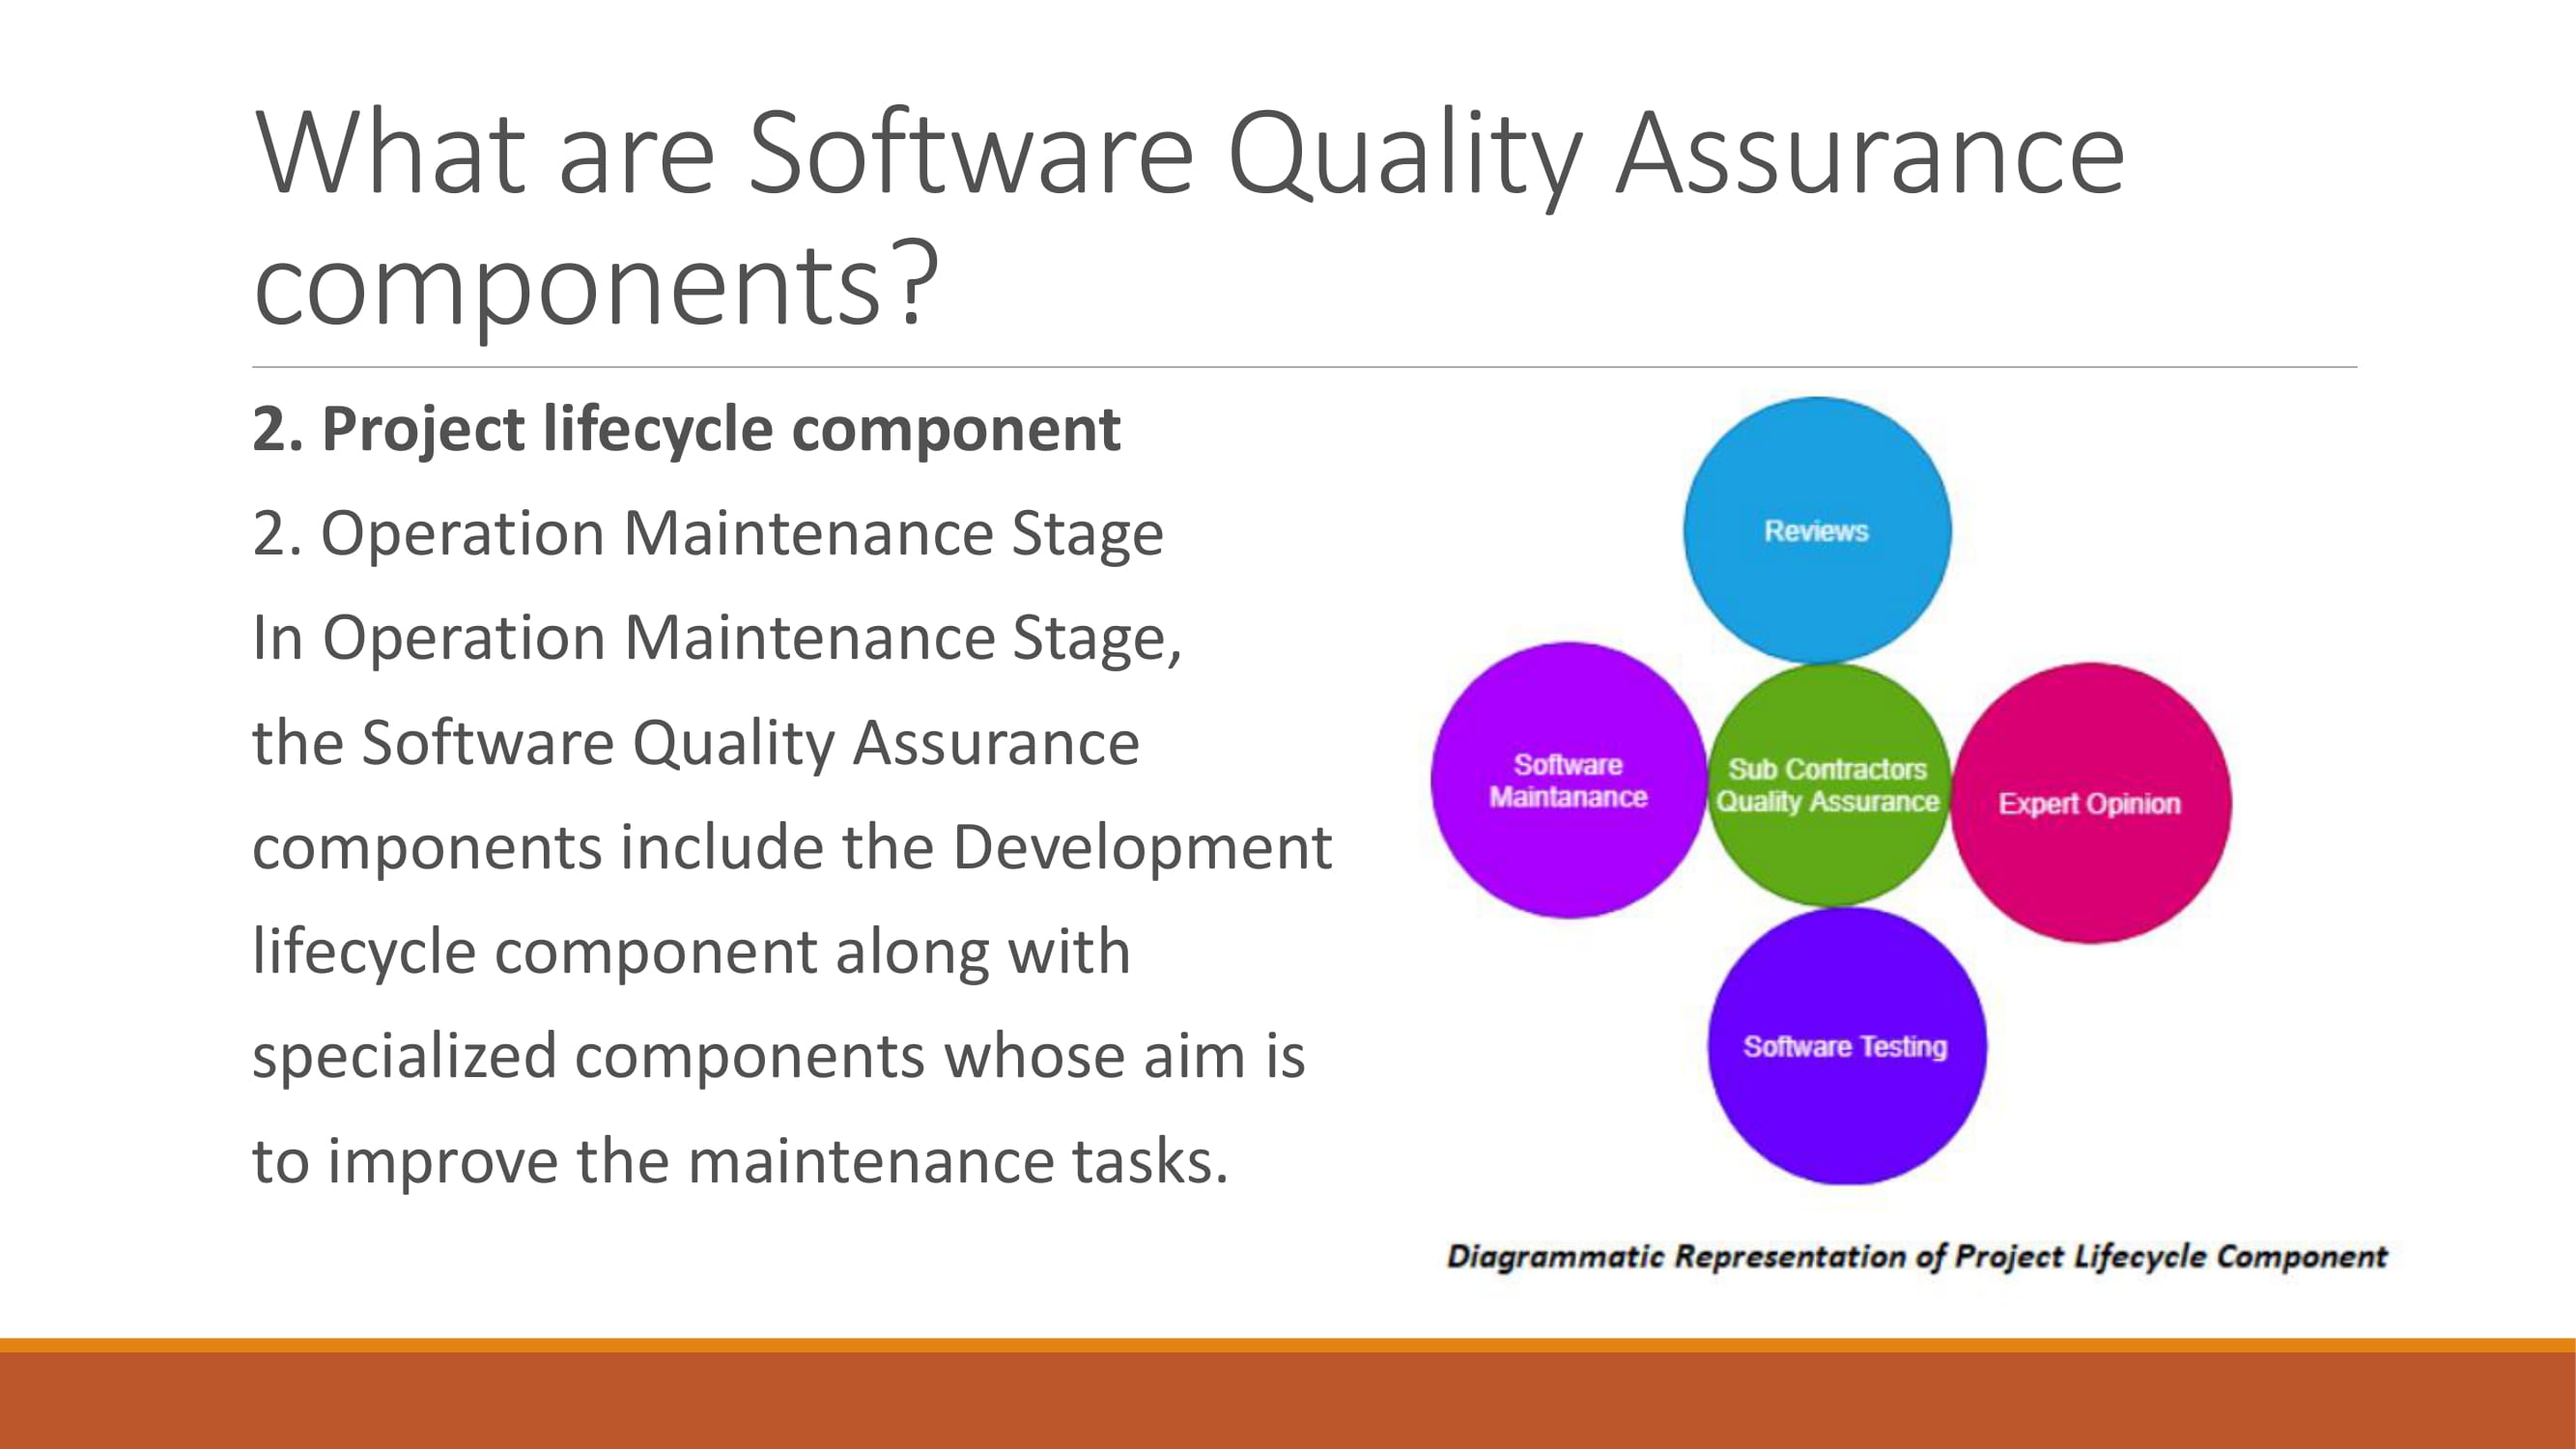 What are Software Quality Assurance
components?
2. Project lifecycle component
2. Operation Maintenance Stage
In Operation Maintenance Stage,
the Software Quality Assurance
components include the Development
lifecycle component along with
specialized components whose aim is
to improve the maintenance tasks.
Reviews
Software
Maintanance
Sub Contractors
Quality Assurance
Expert Opinion
Software Testing
Diagrammatic Representation of Project Lifecycle Component